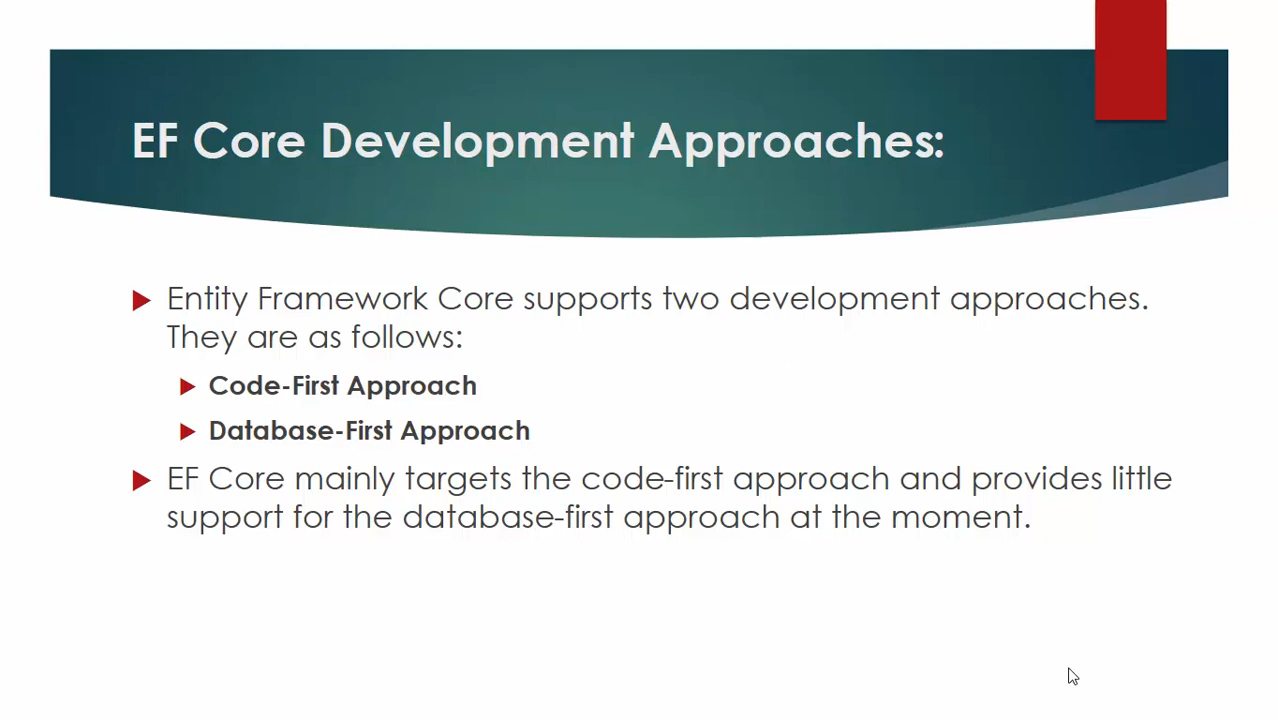 EF Core Development Approaches:
Entity Framework Core supports two development approaches.
They are as follows:
Code-First Approach
Database-First Approach
EF Core mainly targets the code-first approach and provides little
support for the database-first approach at the moment.